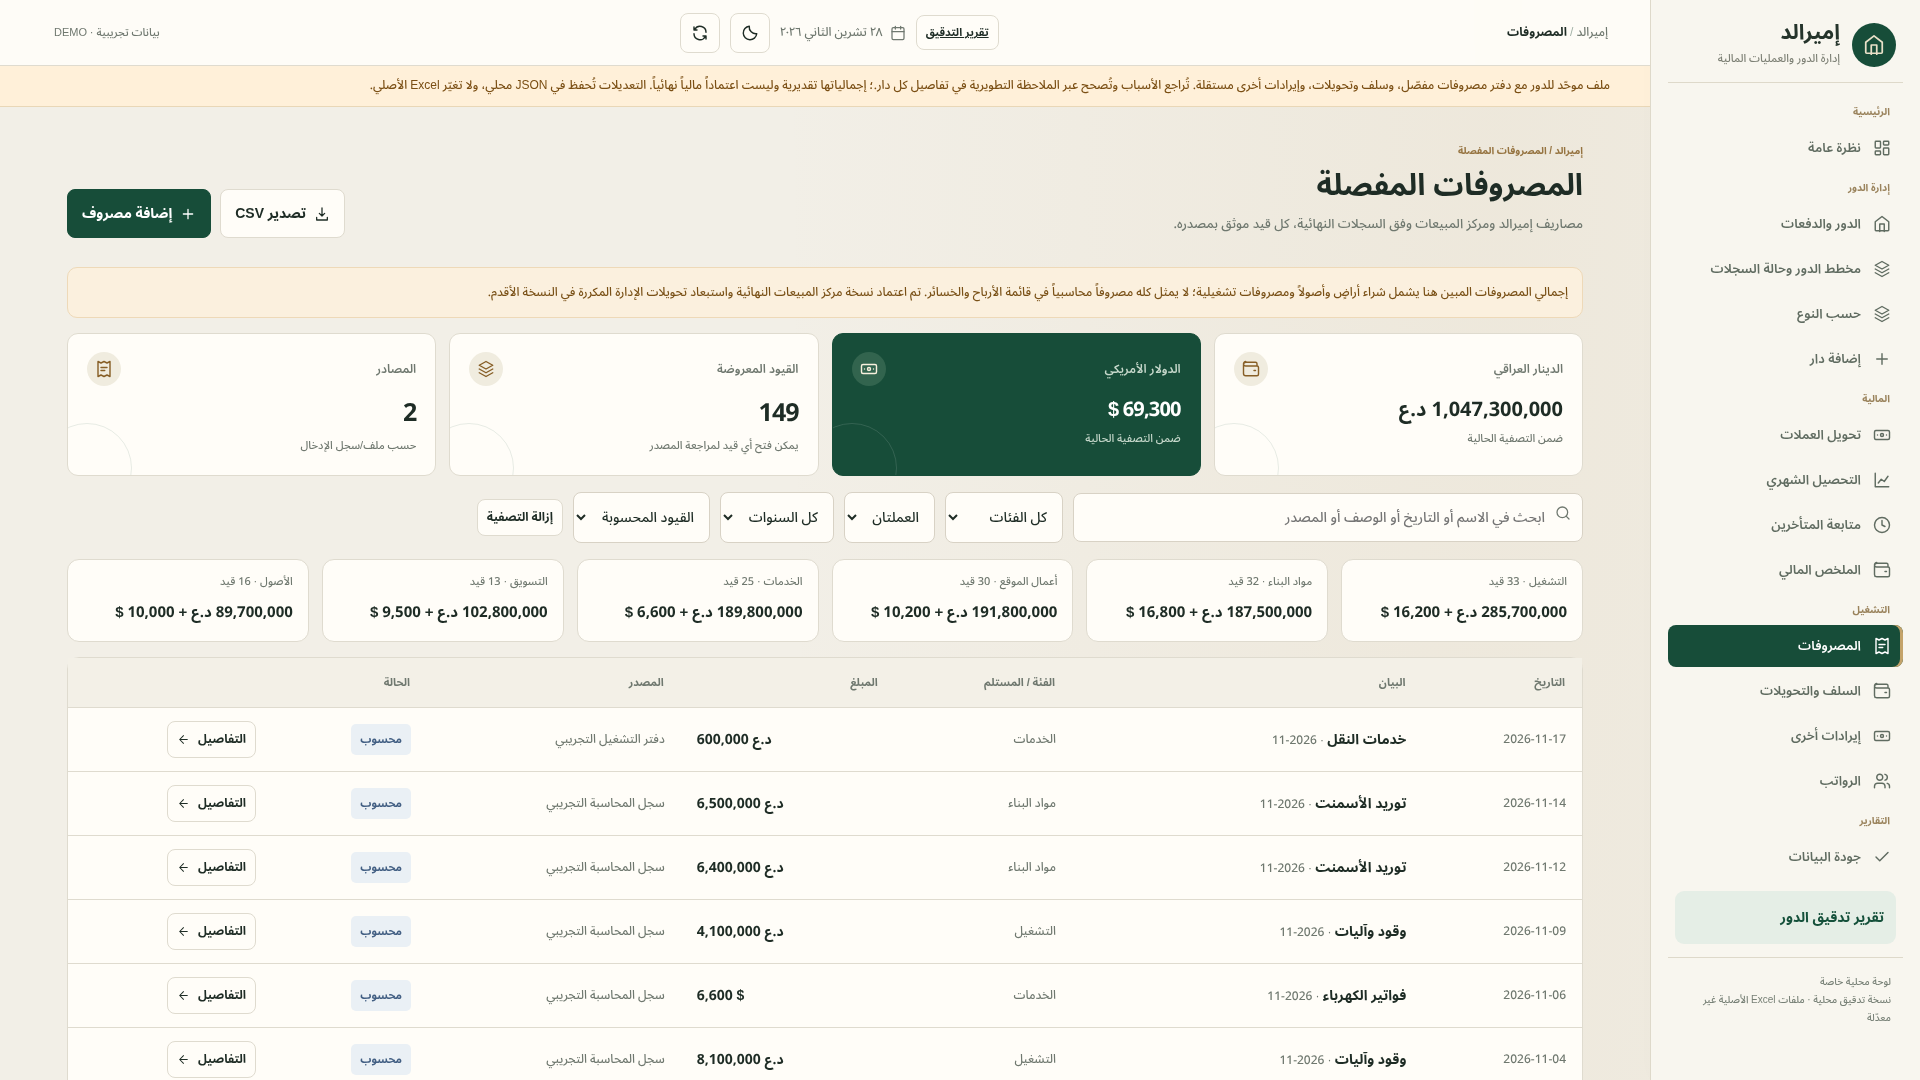 إميرالد
إدارة الدور والعمليات المالية
الرئيسية
نظرة عامة
إدارة الدور
الدور والدفعات
مخطط الدور وحالة السجلات
حسب النوع
إضافة دار
المالية
تحويل العملات
التحصيل الشهري
متابعة المتأخرين
الملخص المالي
التشغيل
المصروفات
السلف والتحويلات
إيرادات أخرى
الرواتب
التقارير
جودة البيانات
تقرير تدقيق الدور
لوحة محلية خاصة
نسخة تدقيق محلية · ملفات Excel الأصلية غير معدّلة
إميرالد / المصروفات
تقرير التدقيق
٢٨ تشرين الثاني ٢٠٢٦
بيانات تجريبية · DEMO
ملف موحّد للدور مع دفتر مصروفات مفصّل، وسلف وتحويلات، وإيرادات أخرى مستقلة. تُراجع الأسباب وتُصحح عبر الملاحظة التطويرية في تفاصيل كل دار.؛ إجمالياتها تقديرية وليست اعتماداً مالياً نهائياً. التعديلات تُحفظ في JSON محلي، ولا تغيّر Excel الأصلي.
إميرالد / المصروفات المفصلة
المصروفات المفصلة
مصاريف إميرالد ومركز المبيعات وفق السجلات النهائية، كل قيد موثق بمصدره.
تصدير CSV
إضافة مصروف
إجمالي المصروفات المبين هنا يشمل شراء أراضٍ وأصولاً ومصروفات تشغيلية؛ لا يمثل كله مصروفاً محاسبياً في قائمة الأرباح والخسائر. تم اعتماد نسخة مركز المبيعات النهائية واستبعاد تحويلات الإدارة المكررة في النسخة الأقدم.
الدينار العراقي
1,047,300,000 د.ع
ضمن التصفية الحالية
الدولار الأمريكي
69,300 $
ضمن التصفية الحالية
القيود المعروضة
149
يمكن فتح أي قيد لمراجعة المصدر
المصادر
2
حسب ملف/سجل الإدخال
ابحث في الاسم أو التاريخ أو الوصف أو المصدر
كل الفئات
العملتان
كل السنوات
القيود المحسوبة
إزالة التصفية
التشغيل · 33 قيد
285,700,000 د.ع + 16,200 $
مواد البناء · 32 قيد
187,500,000 د.ع + 16,800 $
أعمال الموقع · 30 قيد
191,800,000 د.ع + 10,200 $
الخدمات · 25 قيد
189,800,000 د.ع + 6,600 $
التسويق · 13 قيد
102,800,000 د.ع + 9,500 $
الأصول · 16 قيد
89,700,000 د.ع + 10,000 $
التاريخ البيان الفئة / المستلم المبلغ المصدر الحالة
2026-11-17 خدمات النقل · 2026-11 الخدمات 600,000 د.ع دفتر التشغيل التجريبي محسوب التفاصيل
2026-11-14 توريد الأسمنت · 2026-11 مواد البناء 6,500,000 د.ع سجل المحاسبة التجريبي محسوب التفاصيل
2026-11-12 توريد الأسمنت · 2026-11 مواد البناء 6,400,000 د.ع سجل المحاسبة التجريبي محسوب التفاصيل
2026-11-09 وقود وآليات · 2026-11 التشغيل 4,100,000 د.ع سجل المحاسبة التجريبي محسوب التفاصيل
2026-11-06 فواتير الكهرباء · 2026-11 الخدمات 6,600 $ سجل المحاسبة التجريبي محسوب التفاصيل
2026-11-04 وقود وآليات · 2026-11 التشغيل 8,100,000 د.ع سجل المحاسبة التجريبي محسوب التفاصيل